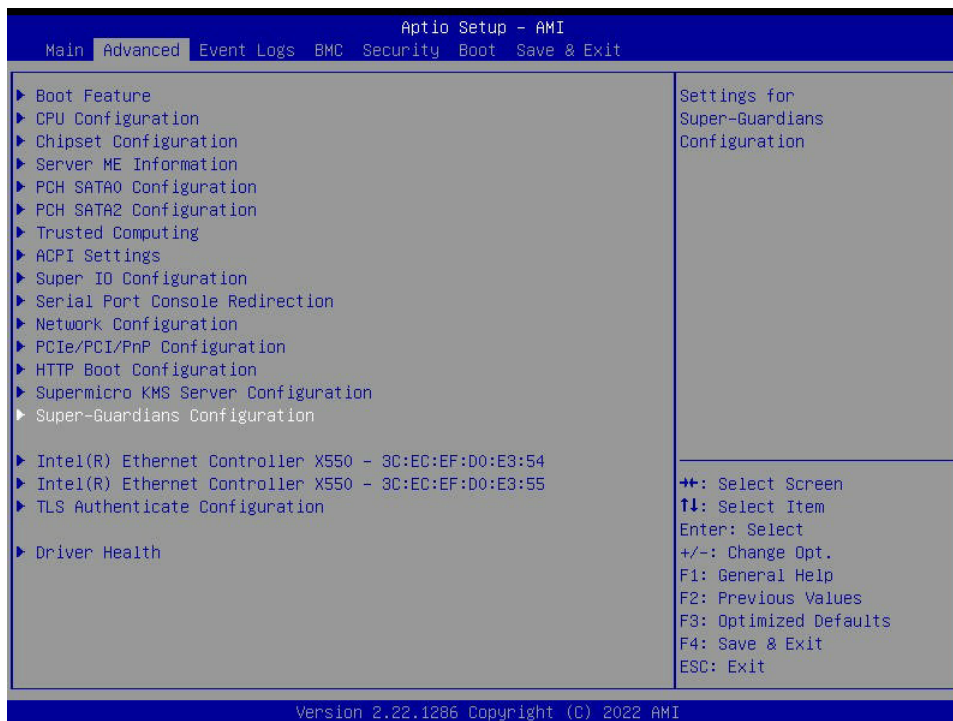 Aptio Setup – AMI
Main Advanced Event Logs BMC Security Boot Save & Exit
▶ Boot Feature
▶ CPU Configuration
▶ Chipset Configuration
▶ Server ME Information
▶ PCH SATA0 Configuration
▶ PCH SATA2 Configuration
▶ Trusted Computing
▶ ACPI Settings
▶ Super IO Configuration
▶ Serial Port Console Redirection
▶ Network Configuration
▶ PCIe/PCI/PnP Configuration
▶ HTTP Boot Configuration
▶ Supermicro KMS Server Configuration
▶ Super-Guardians Configuration
▶ Intel(R) Ethernet Controller X550 – 3C:EC:EF:D0:E3:54
▶ Intel(R) Ethernet Controller X550 – 3C:EC:EF:D0:E3:55
▶ TLS Authenticate Configuration
▶ Driver Health
Settings for
Super-Guardians
Configuration
→←: Select Screen
↑↓: Select Item
Enter: Select
+/-: Change Opt.
F1: General Help
F2: Previous Values
F3: Optimized Defaults
F4: Save & Exit
ESC: Exit
Version 2.22.1286 Copyright (C) 2022 AMI